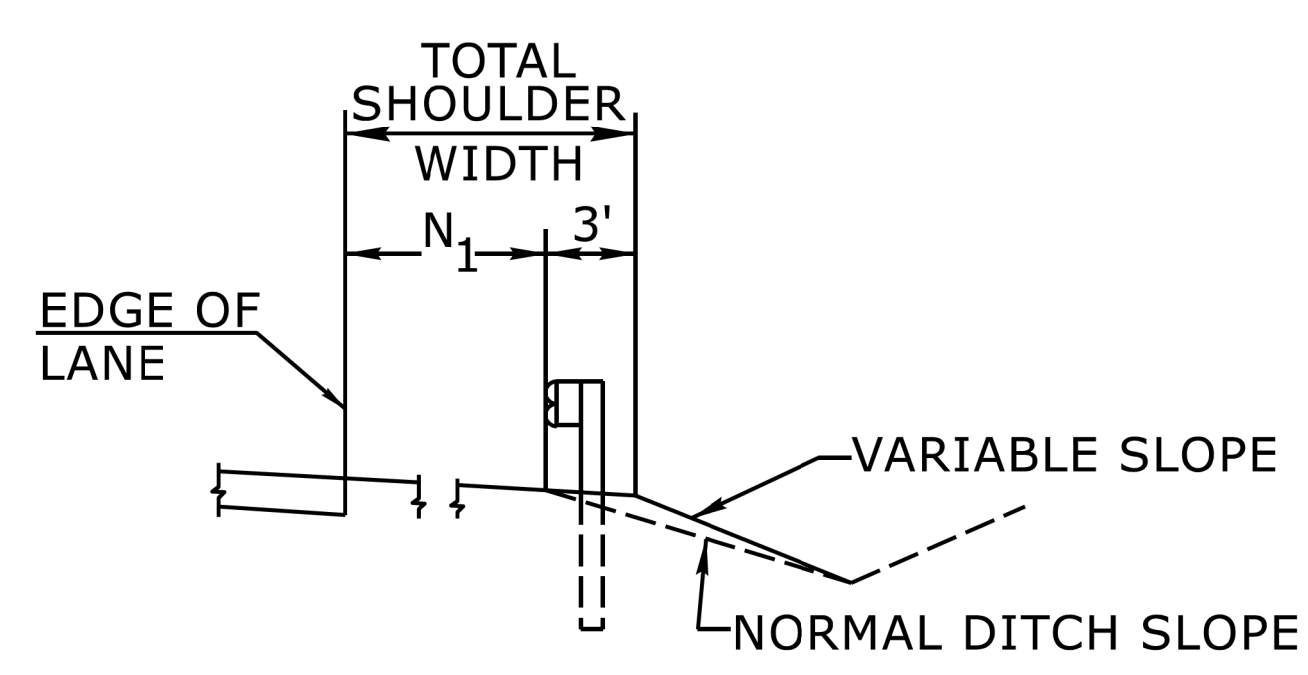 TOTAL
SHOULDER
WIDTH
N1
3'
EDGE OF
LANE
VARIABLE SLOPE
NORMAL DITCH SLOPE